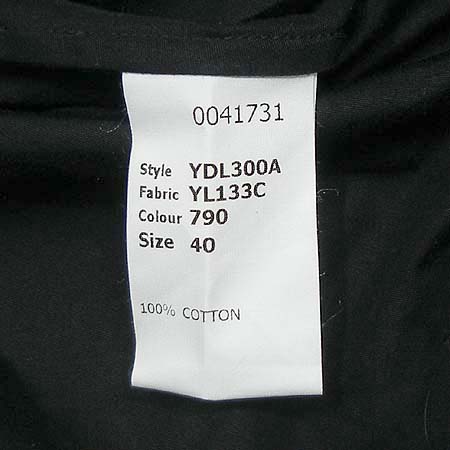 0041731
Style YDL300A
Fabric YL133C
Colour 790
Size 40
100% COTTON